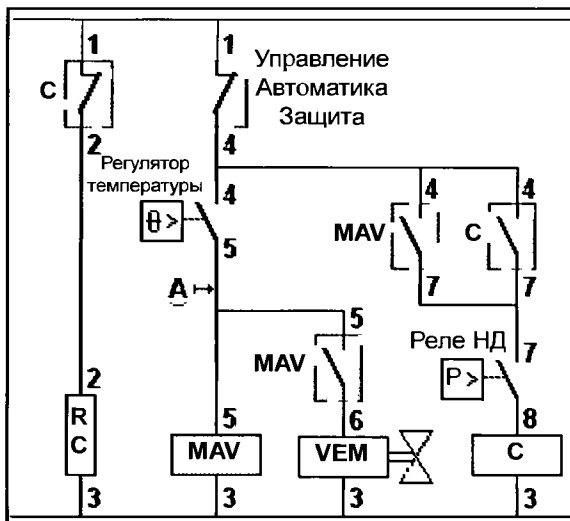 1
1
Управление
Автоматика
Защита
C
2
4
Регулятор
температуры
4
4
4
θ>
MAV
C
5
7
7
A
5
Реле НД
7
MAV
P>
2
5
6
8
R
C
MAV
VEM
C
3
3
3
3